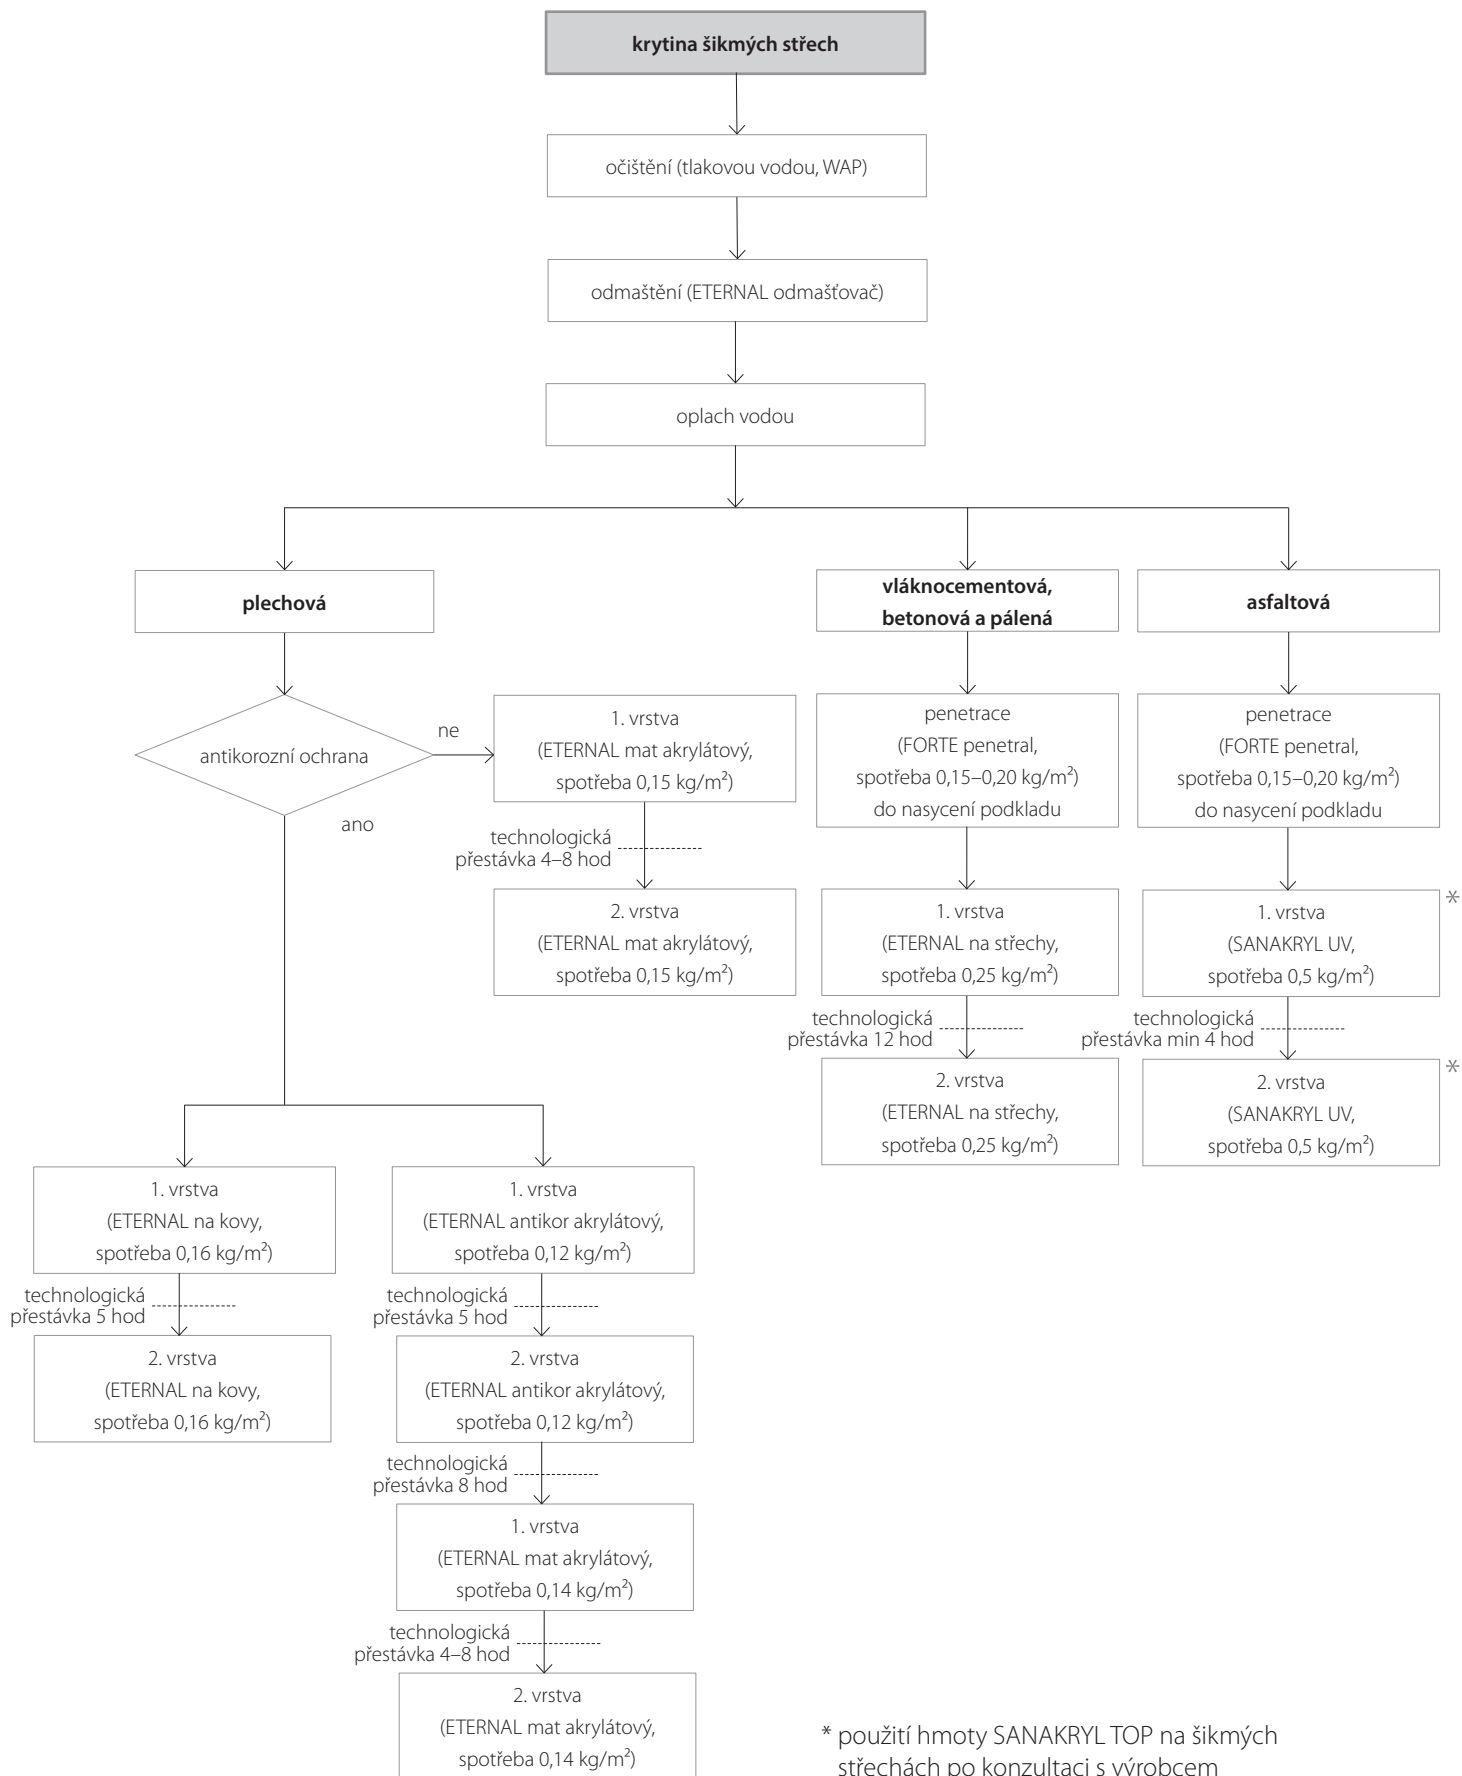 krytina šikmých střech
očištění (tlakovou vodou, WAP)
odmaštění (ETERNAL odmašťovač)
oplach vodou
plechová
antikorozní ochrana
ne
ano
1. vrstva
(ETERNAL mat akrylátový,
spotřeba 0,15 kg/m²)
technologická
přestávka 4–8 hod
2. vrstva
(ETERNAL mat akrylátový,
spotřeba 0,15 kg/m²)
1. vrstva
(ETERNAL na kovy,
spotřeba 0,16 kg/m²)
technologická
přestávka 5 hod
2. vrstva
(ETERNAL na kovy,
spotřeba 0,16 kg/m²)
1. vrstva
(ETERNAL antikor akrylátový,
spotřeba 0,12 kg/m²)
technologická
přestávka 5 hod
2. vrstva
(ETERNAL antikor akrylátový,
spotřeba 0,12 kg/m²)
technologická
přestávka 8 hod
1. vrstva
(ETERNAL mat akrylátový,
spotřeba 0,14 kg/m²)
technologická
přestávka 4–8 hod
2. vrstva
(ETERNAL mat akrylátový,
spotřeba 0,14 kg/m²)
vláknocementová,
betonová a pálená
penetrace
(FORTE penetral,
spotřeba 0,15–0,20 kg/m²)
do nasycení podkladu
1. vrstva
(ETERNAL na střechy,
spotřeba 0,25 kg/m²)
technologická
přestávka 12 hod
2. vrstva
(ETERNAL na střechy,
spotřeba 0,25 kg/m²)
asfaltová
penetrace
(FORTE penetral,
spotřeba 0,15–0,20 kg/m²)
do nasycení podkladu
*
1. vrstva
(SANAKRYL UV,
spotřeba 0,5 kg/m²)
technologická
přestávka min 4 hod
*
2. vrstva
(SANAKRYL UV,
spotřeba 0,5 kg/m²)
* použití hmoty SANAKRYL TOP na šikmých
střechách po konzultaci s výrobcem